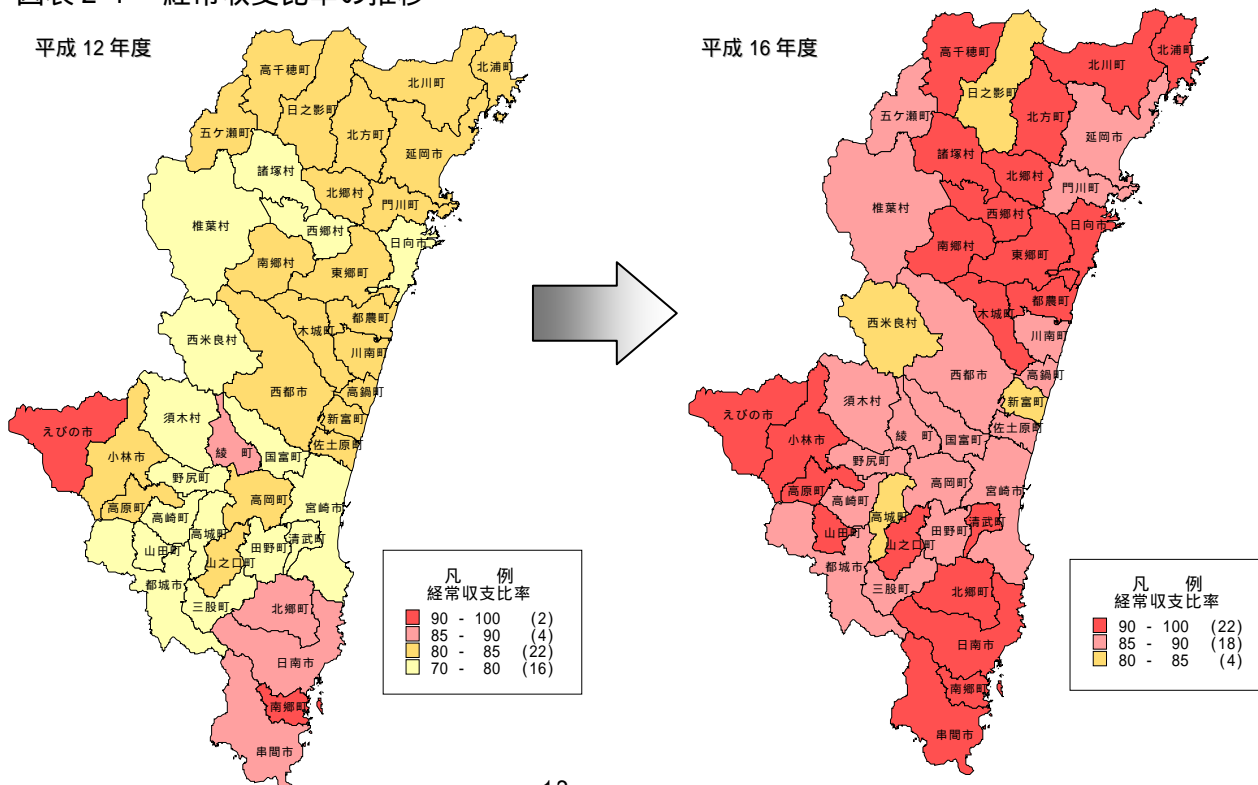 平成 12 年度
高千穂町
北浦町
北川町
日之影町
五ケ瀬町
北方町
延岡市
諸塚村
北郷村
門川町
椎葉村
西郷村
日向市
南郷村
東郷町
都農町
木城町
西米良村
川南町
西都市
高鍋町
新富町
須木村
えびの市
佐土原町
綾 町
国富町
小林市
野尻町
高岡町
宮崎市
高原町
高崎町
高城町
清武町
山田町
田野町
山之口町
都城市
三股町
北郷町
日南市
南郷町
串間市
凡 例
経常収支比率
90 - 100 (2)
85 - 90 (4)
80 - 85 (22)
70 - 80 (16)
平成 16 年度
高千穂町
北浦町
北川町
日之影町
五ケ瀬町
北方町
延岡市
諸塚村
北郷村
門川町
椎葉村
西郷村
日向市
南郷村
東郷町
都農町
木城町
西米良村
川南町
西都市
高鍋町
新富町
須木村
えびの市
佐土原町
綾 町
国富町
小林市
野尻町
高岡町
宮崎市
高原町
高崎町
高城町
清武町
山田町
田野町
山之口町
都城市
三股町
北郷町
日南市
南郷町
串間市
凡 例
経常収支比率
90 - 100 (22)
85 - 90 (18)
80 - 85 (4)